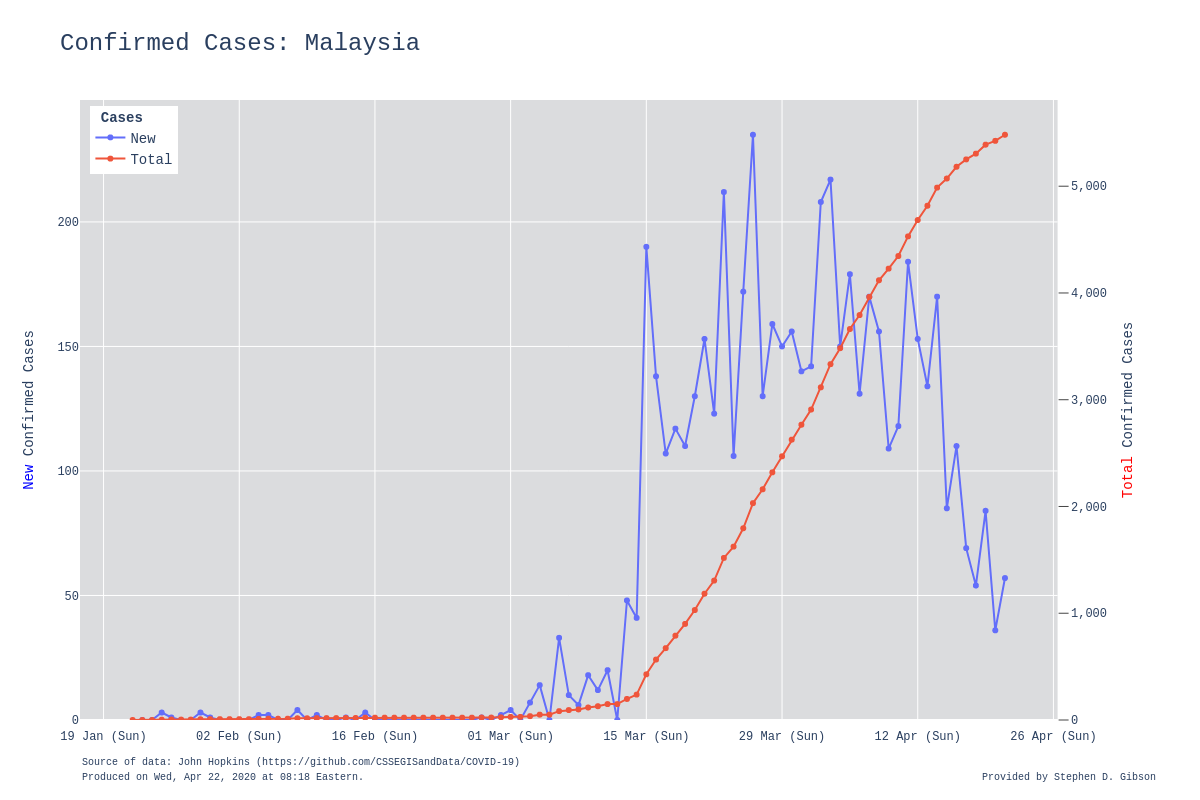 Confirmed Cases: Malaysia
Cases
New
Total
200
150
100
50
0
New Confirmed Cases
5,000
4,000
3,000
2,000
1,000
0
Total Confirmed Cases
19 Jan (Sun) 02 Feb (Sun) 16 Feb (Sun) 01 Mar (Sun) 15 Mar (Sun) 29 Mar (Sun) 12 Apr (Sun) 26 Apr (Sun)
Source of data: John Hopkins (https://github.com/CSSEGISandData/COVID-19)
Produced on Wed, Apr 22, 2020 at 08:18 Eastern.
Provided by Stephen D. Gibson